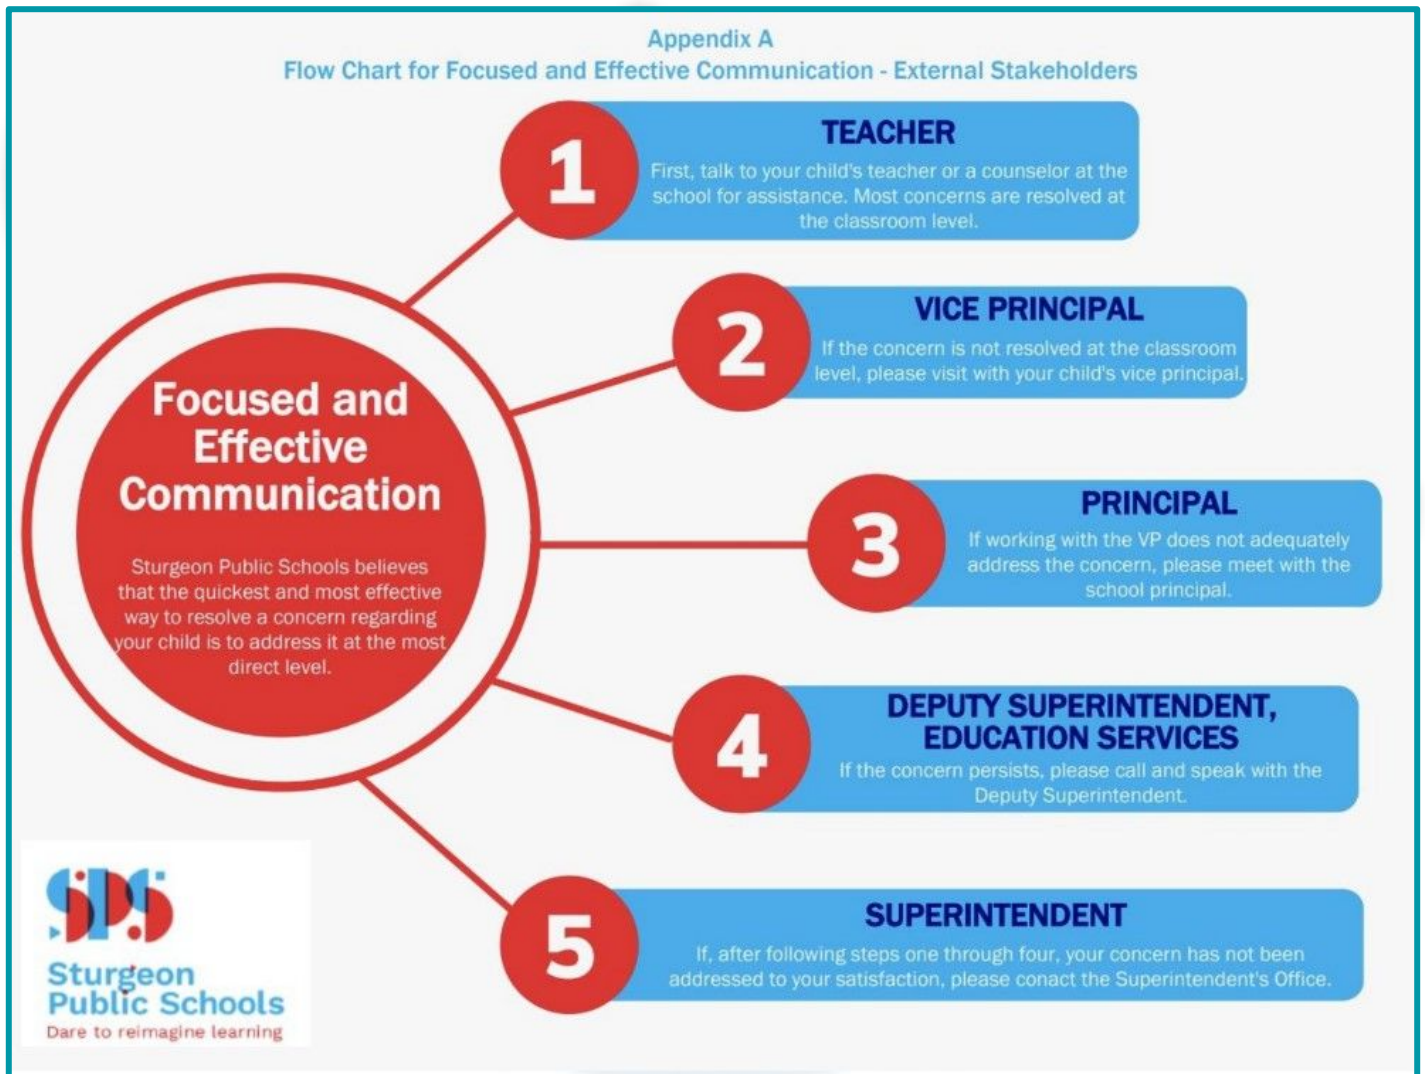 Appendix A
Flow Chart for Focused and Effective Communication - External Stakeholders
1
TEACHER
First, talk to your child's teacher or a counselor at the
school for assistance. Most concerns are resolved at
the classroom level.
2
VICE PRINCIPAL
If the concern is not resolved at the classroom
level, please visit with your child's vice principal.
Focused and
Effective
Communication
Sturgeon Public Schools believes
that the quickest and most effective
way to resolve a concern regarding
your child is to address it at the most
direct level.
3
PRINCIPAL
If working with the VP does not adequately
address the concern, please meet with the
school principal.
4
DEPUTY SUPERINTENDENT,
EDUCATION SERVICES
If the concern persists, please call and speak with the
Deputy Superintendent.
5
SUPERINTENDENT
If, after following steps one through four, your concern has not been
addressed to your satisfaction, please conact the Superintendent's Office.
SPS
Sturgeon
Public Schools
Dare to reimagine learning